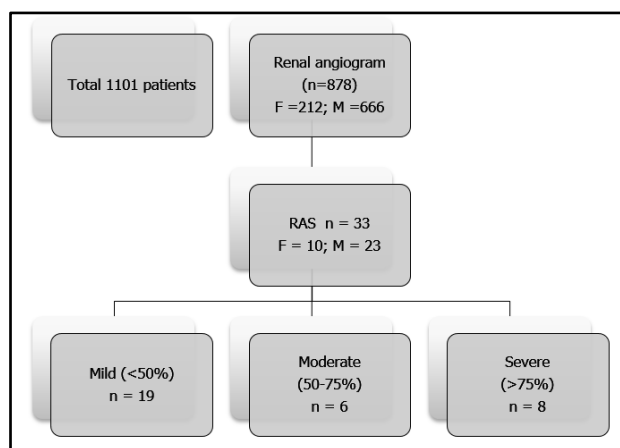 Total 1101 patients
Renal angiogram
(n=878)
F =212; M =666
RAS  n = 33
F = 10; M = 23
Mild (<50%)
n = 19
Moderate
(50-75%)
n = 6
Severe
(>75%)
n = 8